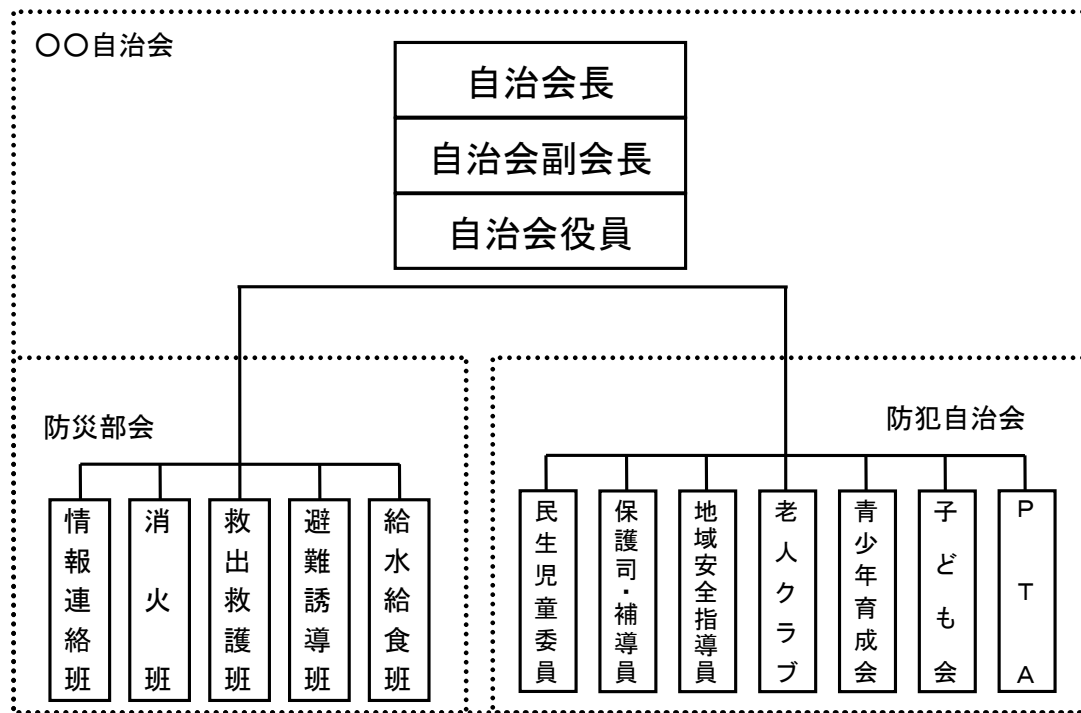 〇〇自治会
自治会長
自治会副会長
自治会役員
防災部会
防犯自治会
情報連絡班
消火班
救出救護班
避難誘導班
給水給食班
民生児童委員
保護司・補導員
地域安全指導員
老人クラブ
青少年育成会
子ども会
ＰＴＡ